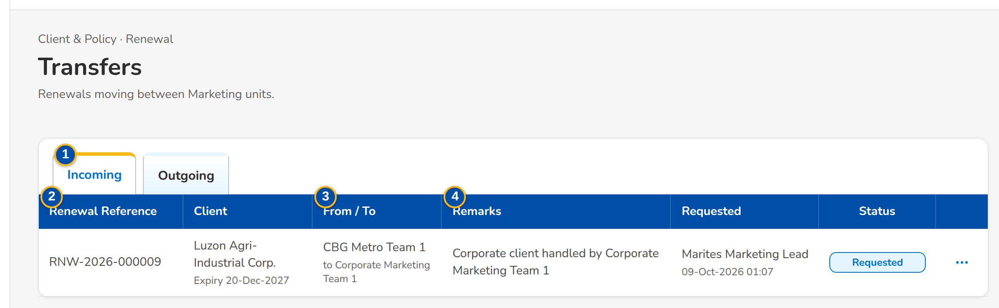 Client & Policy · Renewal
Transfers
Renewals moving between Marketing units.
1
Incoming
Outgoing
2
3
4
Renewal Reference
Client
From / To
Remarks
Requested
Status
RNW-2026-000009
Luzon Agri-
Industrial Corp.
Expiry 20-Dec-2027
CBG Metro Team 1
to Corporate Marketing
Team 1
Corporate client handled by Corporate
Marketing Team 1
Marites Marketing Lead
09-Oct-2026 01:07
Requested